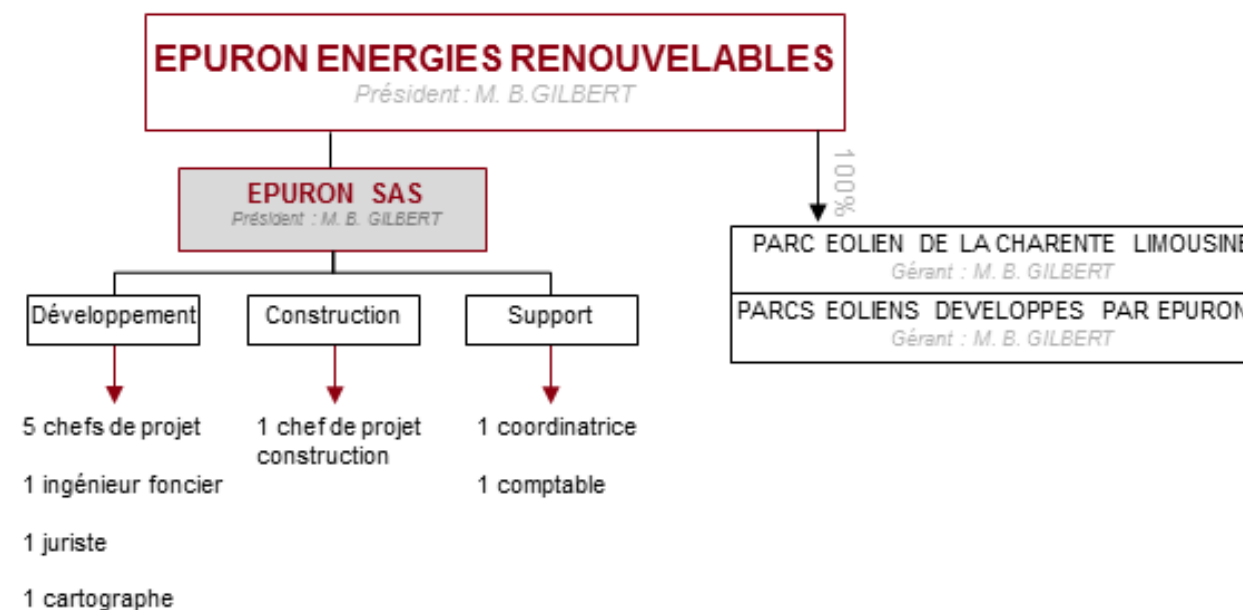 EPURON ENERGIES RENOUVELABLES
Président : M. B.GILBERT
100%
EPURON SAS
Président : M. B. GILBERT
PARC EOLIEN DE LA CHARENTE LIMOUSINE
Gérant : M. B. GILBERT
PARCS EOLIENS DEVELOPPES PAR EPURON
Gérant : M. B. GILBERT
Développement
Construction
Support
5 chefs de projet
1 ingénieur foncier
1 juriste
1 cartographe
1 chef de projet
construction
1 coordinatrice
1 comptable